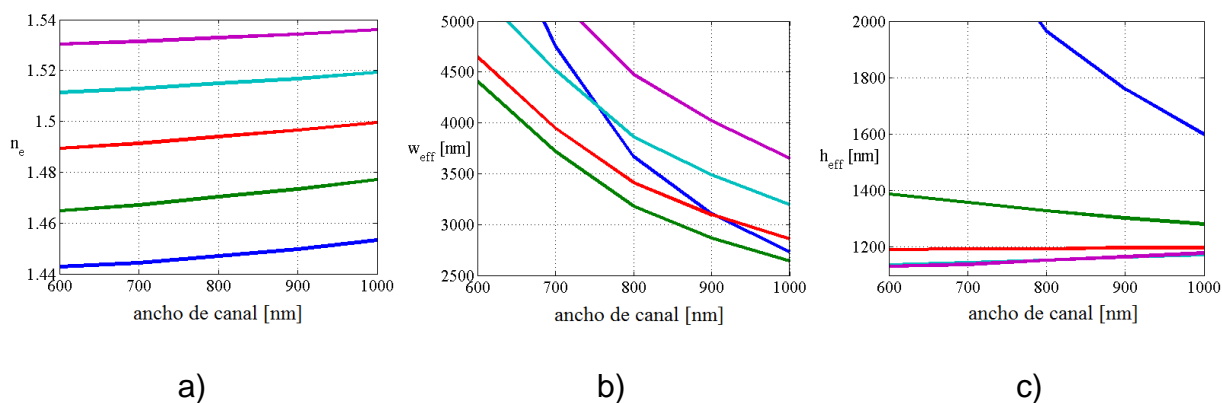 1.54
1.52
1.5
1.48
1.46
1.44
n_e
600 700 800 900 1000
ancho de canal [nm]
a)
5000
4500
4000
3500
3000
2500
w_eff [nm]
600 700 800 900 1000
ancho de canal [nm]
b)
2000
1800
1600
1400
1200
h_eff [nm]
600 700 800 900 1000
ancho de canal [nm]
c)